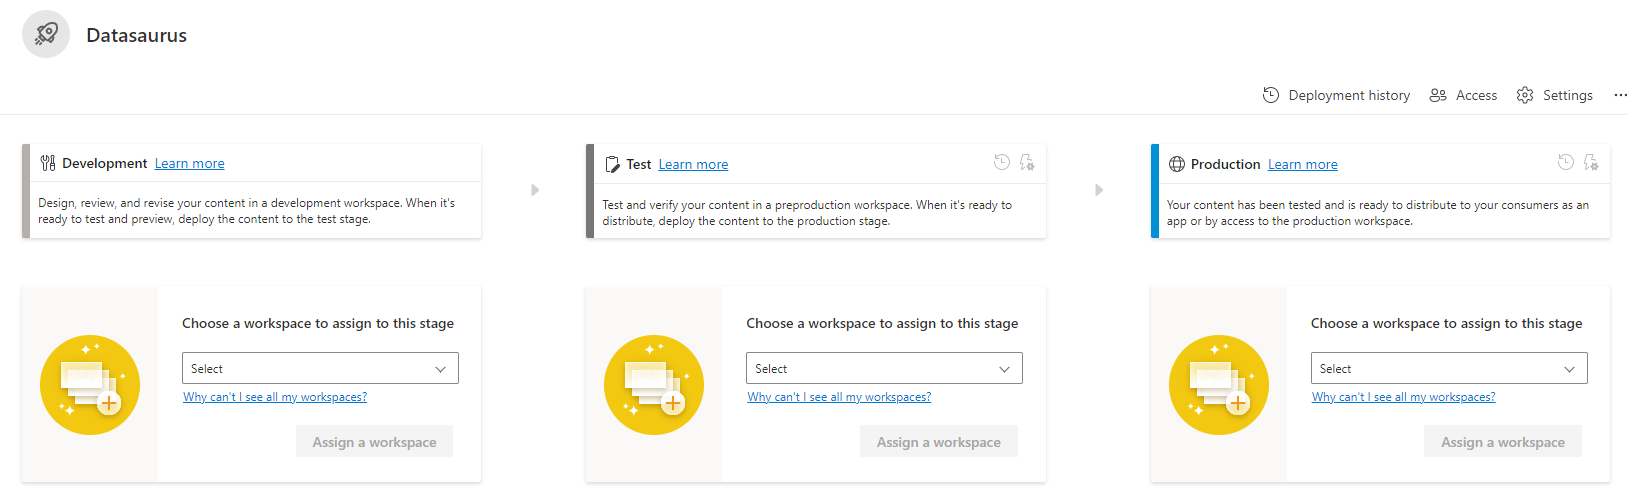 Datasaurus
Deployment history
Access
Settings
Development Learn more
Design, review, and revise your content in a development workspace. When it's
ready to test and preview, deploy the content to the test stage.
Test Learn more
Test and verify your content in a preproduction workspace. When it's ready to
distribute, deploy the content to the production stage.
Production Learn more
Your content has been tested and is ready to distribute to your consumers as an
app or by access to the production workspace.
Choose a workspace to assign to this stage
Select
Why can't I see all my workspaces?
Assign a workspace
Choose a workspace to assign to this stage
Select
Why can't I see all my workspaces?
Assign a workspace
Choose a workspace to assign to this stage
Select
Why can't I see all my workspaces?
Assign a workspace